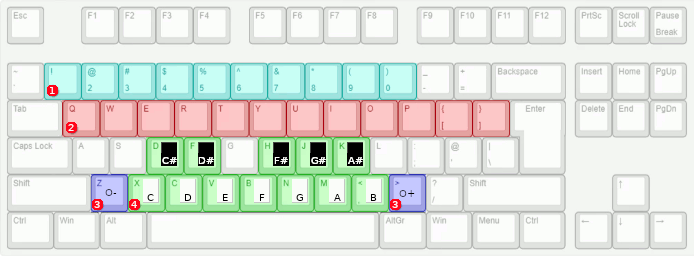 Esc F1 F2 F3 F4 F5 F6 F7 F8 F9 F10 F11 F12 PrtSc Scroll Lock Pause Break
~ ! @ # $ % ^ & * ( ) _ + Backspace Insert Home PgUp
1 2 3 4 5 6 7 8 9 0 - =
Tab Q W E R T Y U I O P { } Enter Delete End PgDn
2 [ ]
Caps Lock A S D C# F D# G H F# J G# K A# L : @ |
; ' \
Shift Z O- X C C D V E B F N G M A < B > O+ ? Shift ↑
3 4 3 /
Ctrl Win Alt AltGr Win Menu Ctrl ← ↓ →